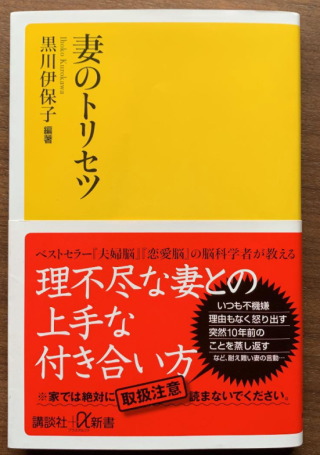 妻のトリセツ
Ihoko Kurokawa
黒川伊保子 編著
ベストセラー『夫婦脳』『恋愛脳』の脳科学者が教える
理不尽な妻との
上手な
付き合い方
いつも不機嫌
理由もなく怒り出す
突然10年前の
ことを蒸し返す
など、耐え難い妻の言動…
※家では絶対に 取扱注意 読まないでください。
講談社+α新書